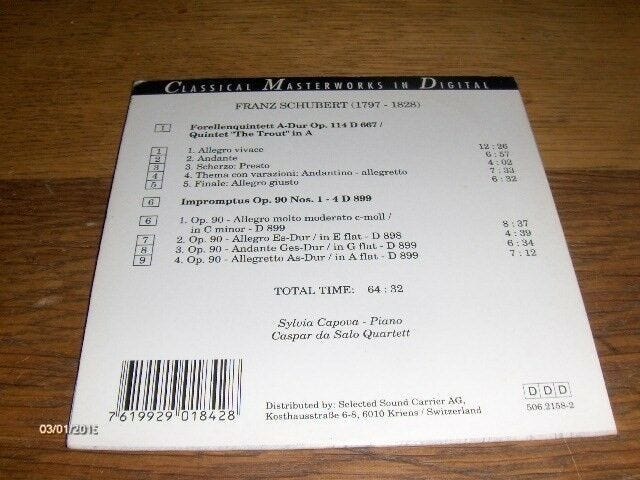 CLASSICAL MASTERWORKS IN DIGITAL
FRANZ SCHUBERT (1797 - 1828)
1 Forellenquintett A-Dur Op. 114 D 667 /
Quintet "The Trout" in A
1 1. Allegro vivace 12 : 26
2 2. Andante 6 : 57
3 3. Scherzo: Presto 4 : 02
4 4. Thema con varazioni: Andantino - allegretto 7 : 33
5 5. Finale: Allegro giusto 6 : 32
6 Impromptus Op. 90 Nos. 1 - 4 D 899
6 1. Op. 90 - Allegro molto moderato c-moll /
in C minor - D 899 8 : 37
7 2. Op. 90 - Allegro Es-Dur / in E flat - D 898 4 : 39
8 3. Op. 90 - Andante Ges-Dur / in G flat - D 899 6 : 34
9 4. Op. 90 - Allegretto As-Dur / in A flat - D 899 7 : 12
TOTAL TIME: 64 : 32
Sylvia Capova - Piano
Caspar da Salo Quartett
7 619929 018428
Distributed by: Selected Sound Carrier AG,
Kosthausstraße 6-8, 6010 Kriens / Switzerland
DDD
506.2158-2
03/01/2015